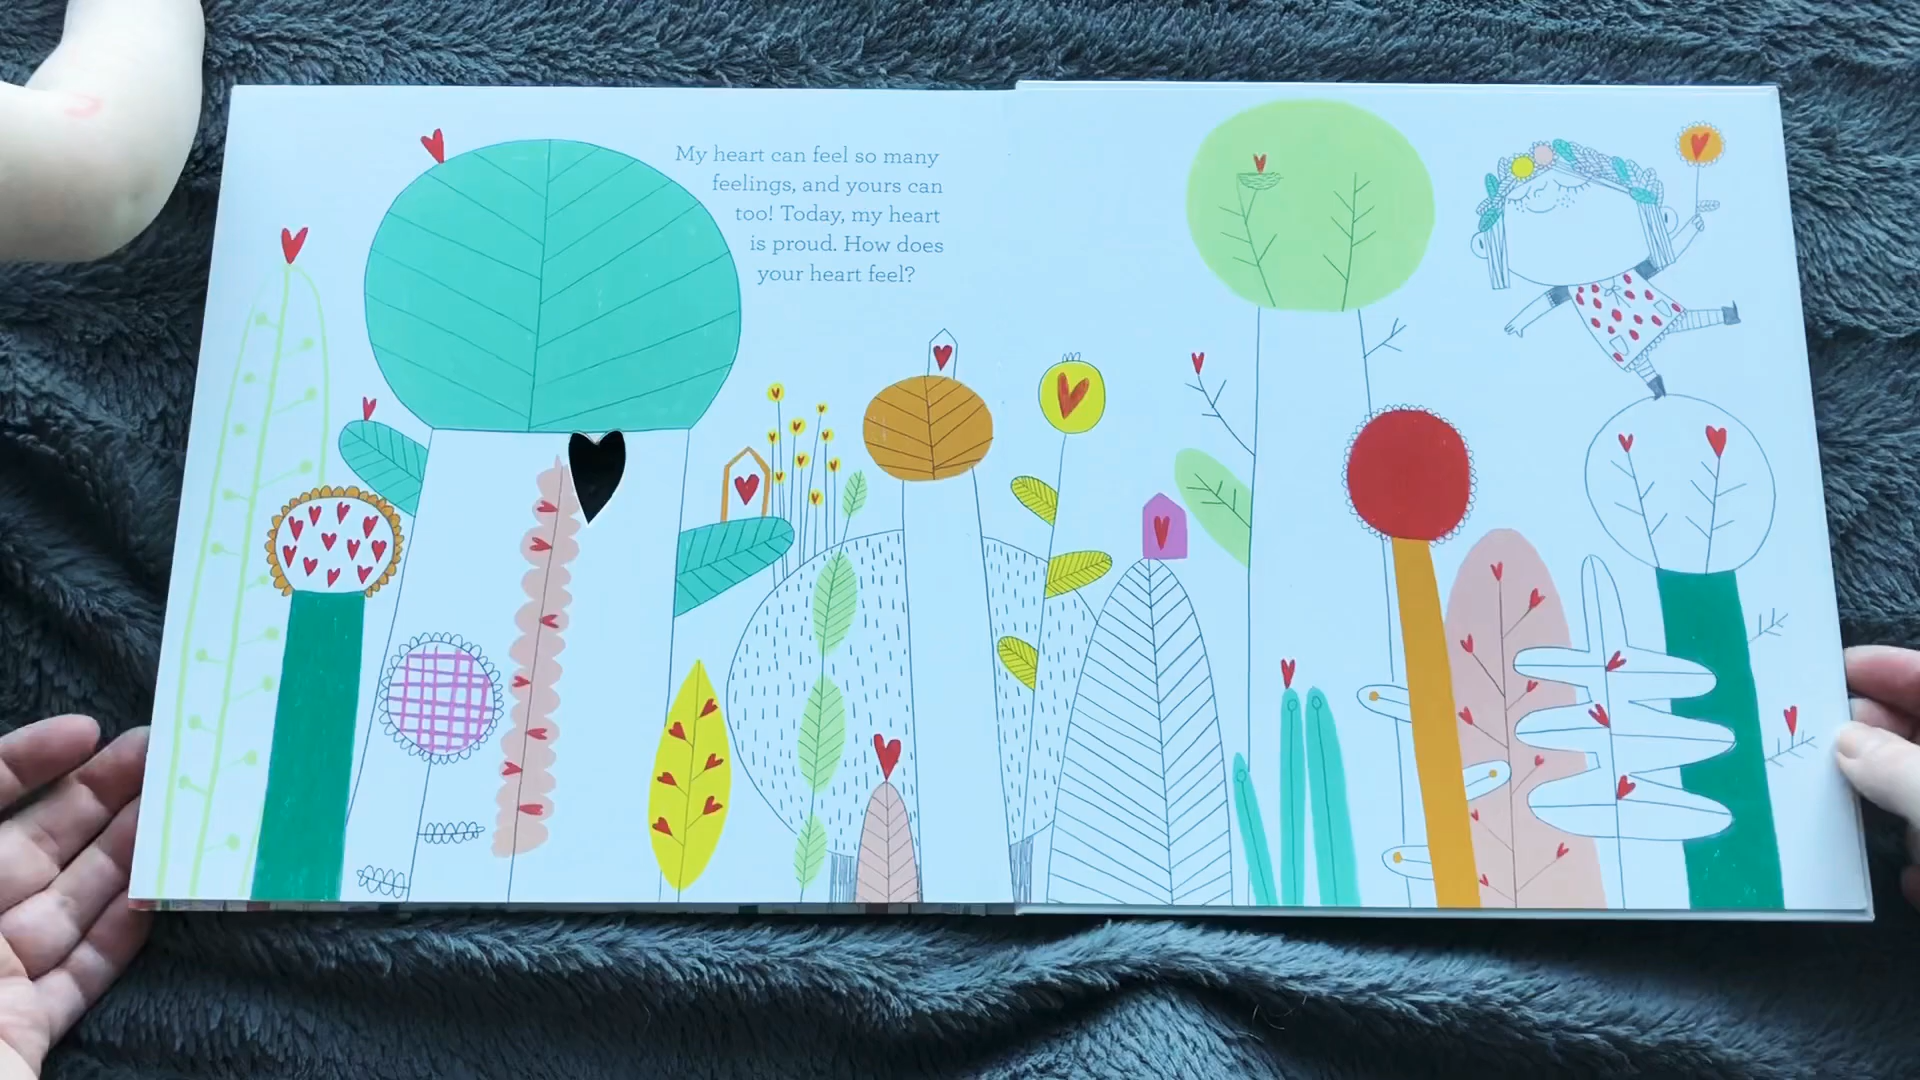 My heart can feel so many
feelings, and yours can
too! Today, my heart
is proud. How does
your heart feel?